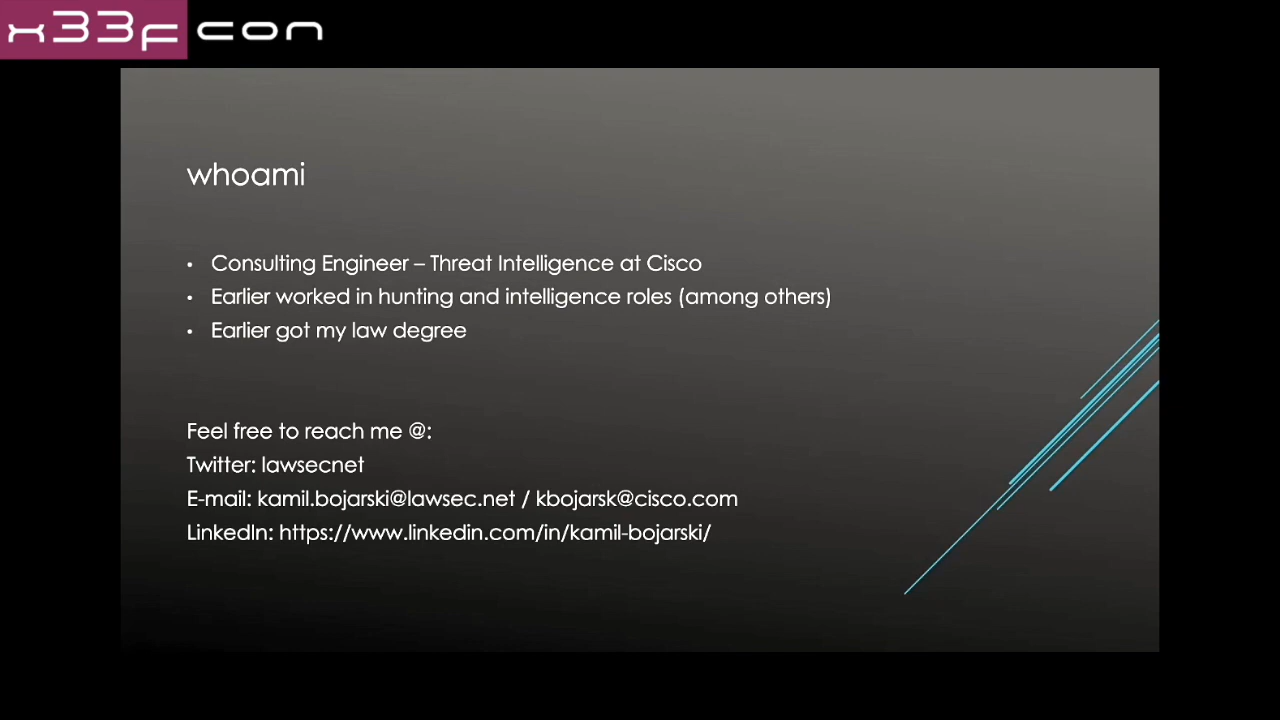 x33fcon
whoami
• Consulting Engineer – Threat Intelligence at Cisco
• Earlier worked in hunting and intelligence roles (among others)
• Earlier got my law degree
Feel free to reach me @:
Twitter: lawsecnet
E-mail: kamil.bojarski@lawsec.net / kbojarsk@cisco.com
LinkedIn: https://www.linkedin.com/in/kamil-bojarski/